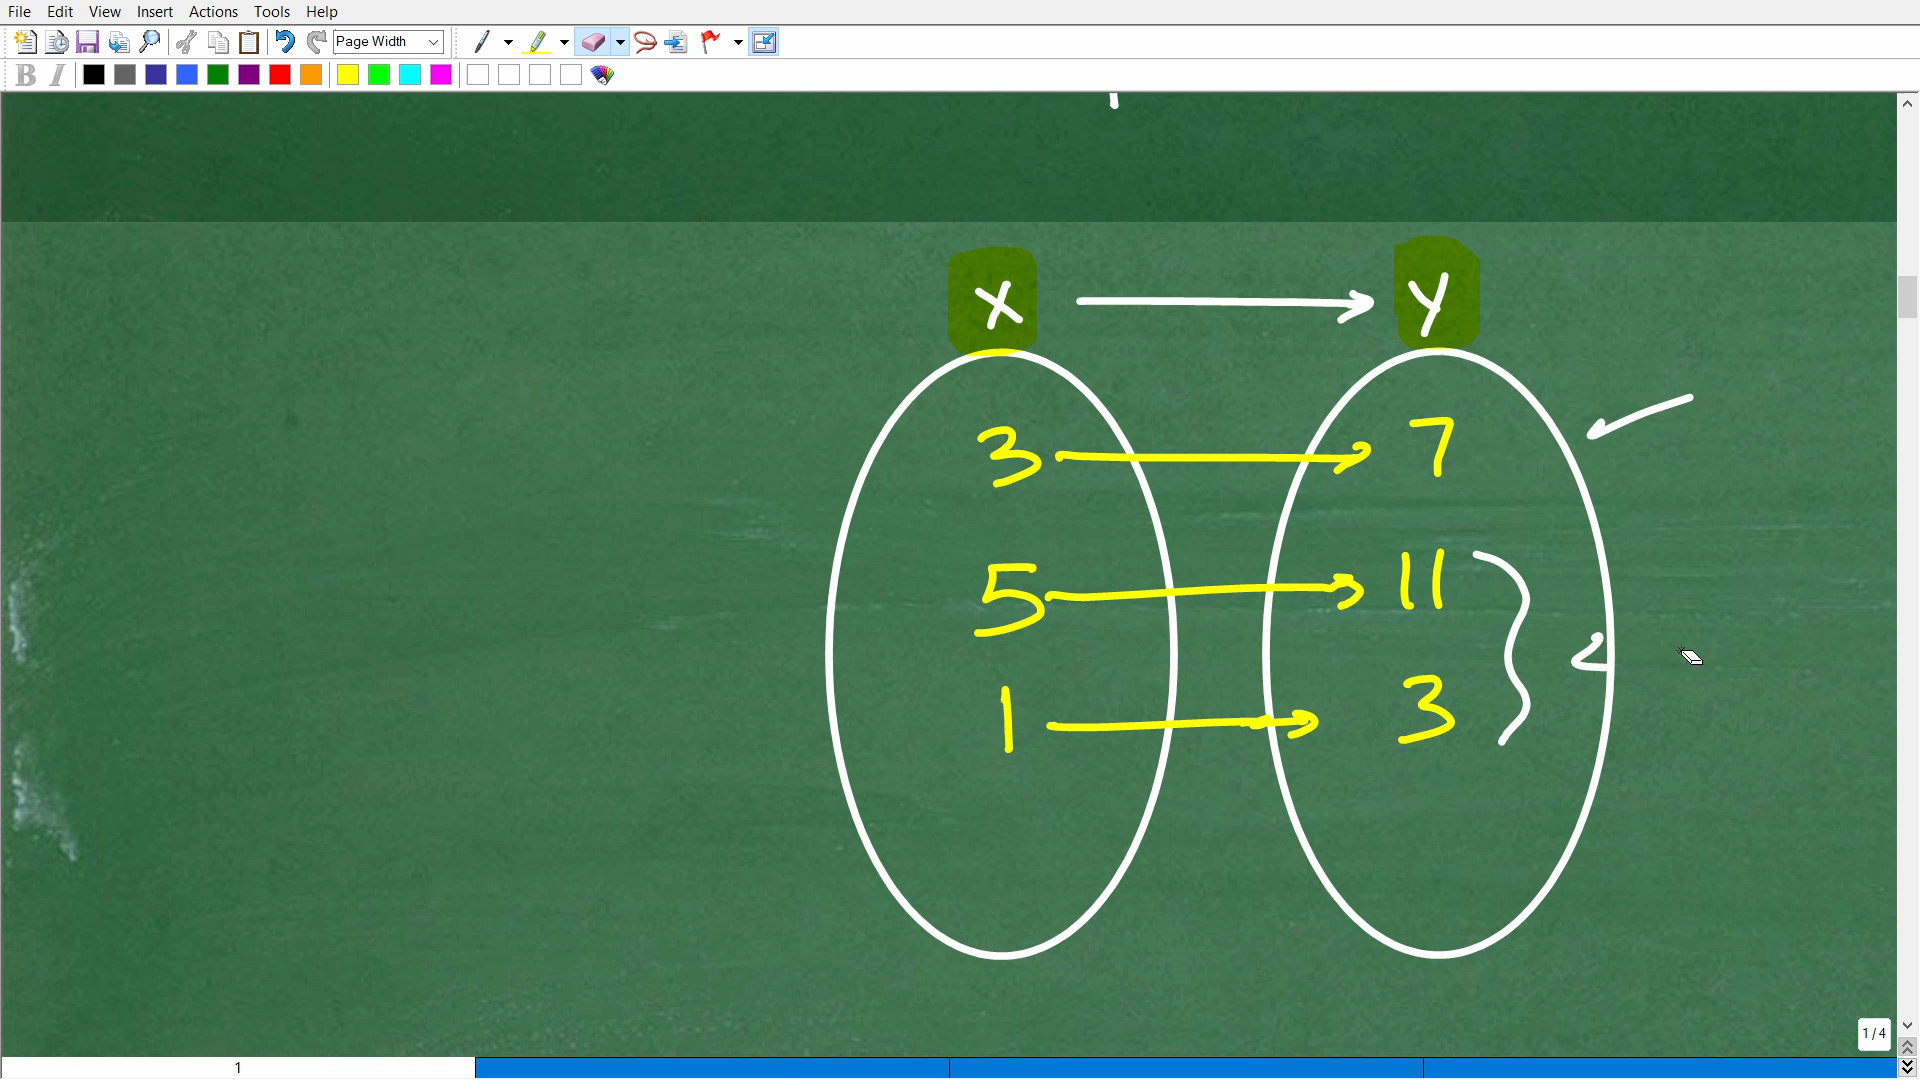 File Edit View Insert Actions Tools Help
Page Width
B I
x → y
3 → 7
5 → 11
1 → 3
1 / 4
1